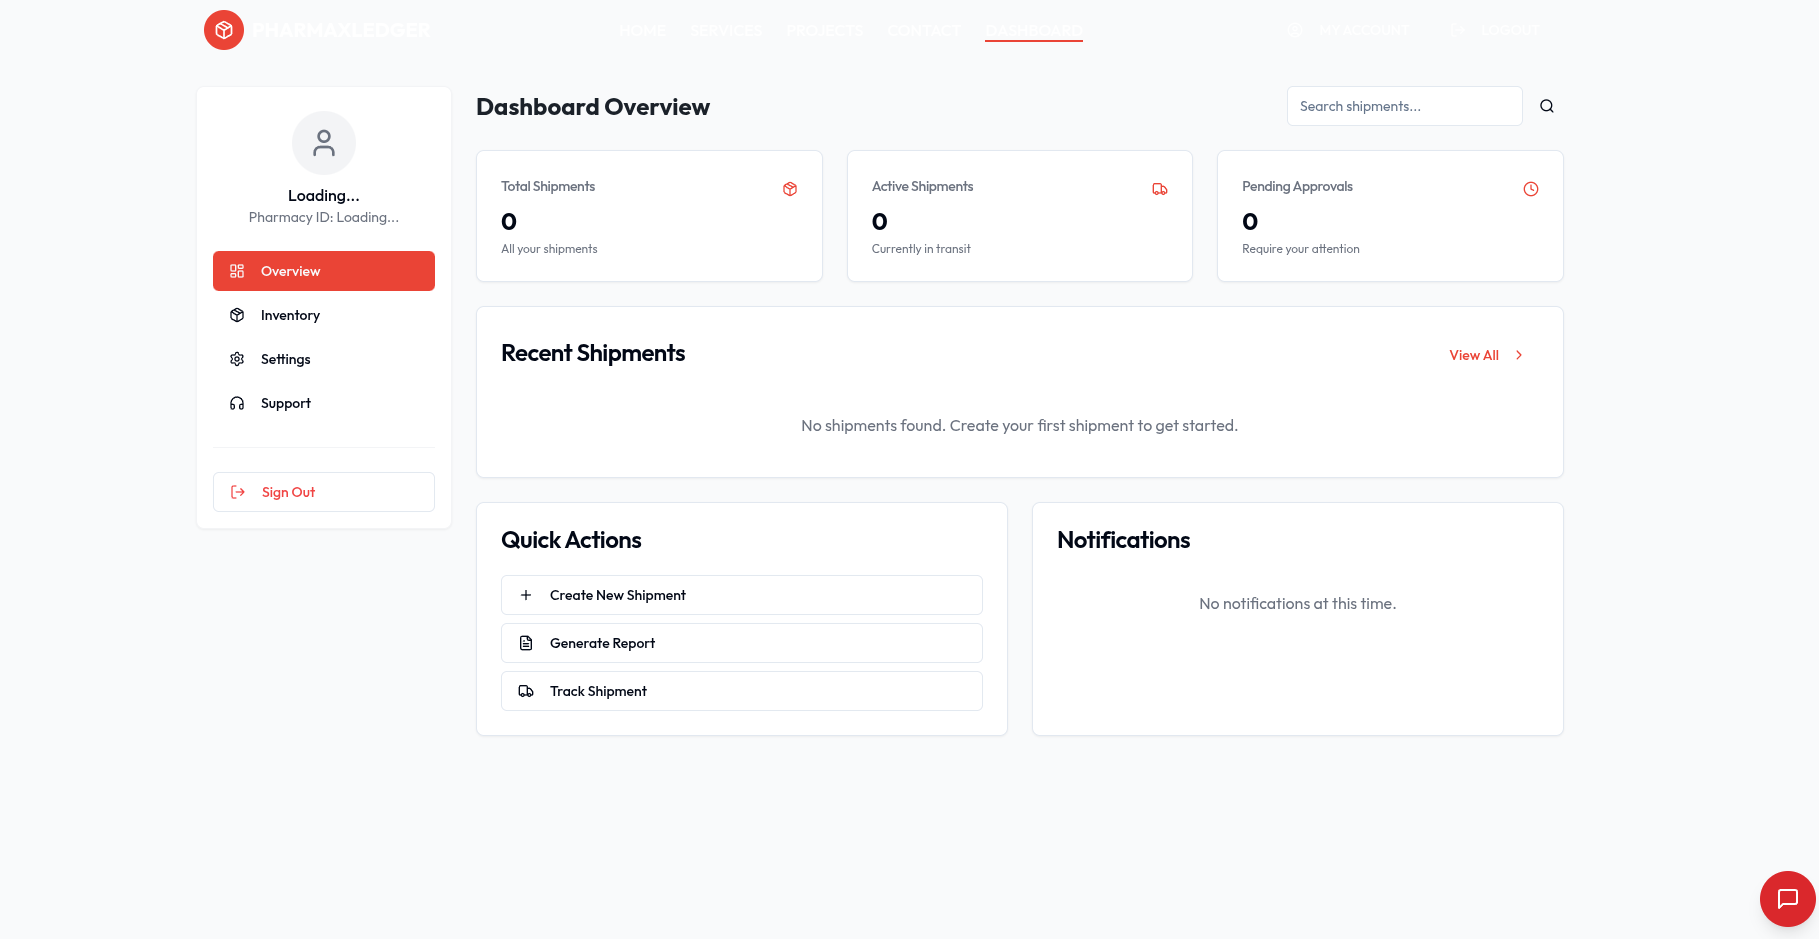 PHARMAXLEDGER
HOME SERVICES PROJECTS CONTACT DASHBOARD
MY ACCOUNT LOGOUT
Loading...
Pharmacy ID: Loading...
Overview
Inventory
Settings
Support
Sign Out
Dashboard Overview
Search shipments...
Total Shipments
0
All your shipments
Active Shipments
0
Currently in transit
Pending Approvals
0
Require your attention
Recent Shipments
View All
No shipments found. Create your first shipment to get started.
Quick Actions
Create New Shipment
Generate Report
Track Shipment
Notifications
No notifications at this time.